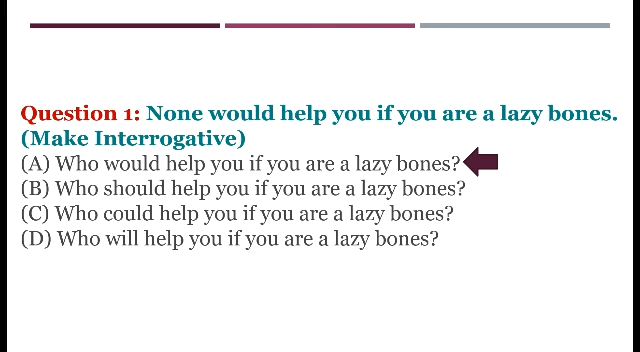 Question 1: None would help you if you are a lazy bones.
(Make Interrogative)
(A) Who would help you if you are a lazy bones?
(B) Who should help you if you are a lazy bones?
(C) Who could help you if you are a lazy bones?
(D) Who will help you if you are a lazy bones?